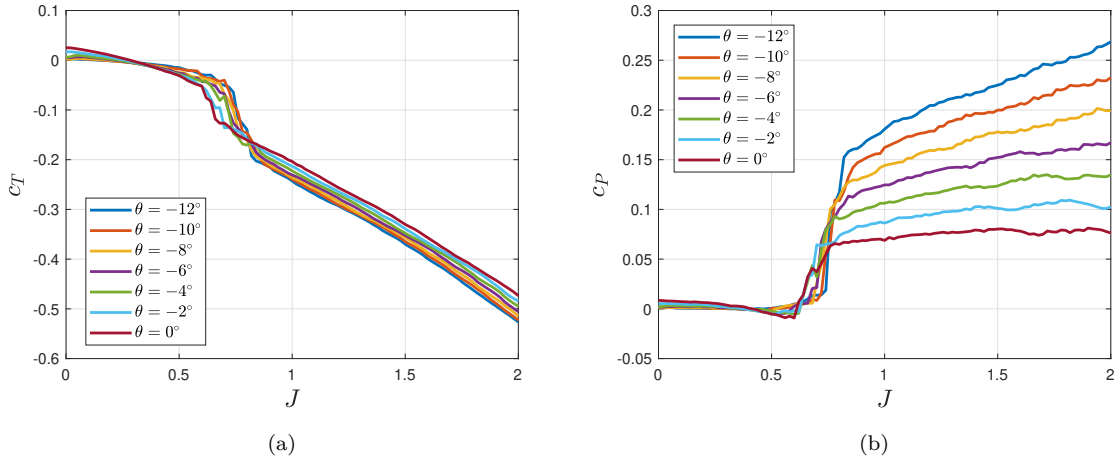 0.1
0
-0.1
-0.2
-0.3
-0.4
-0.5
-0.6
c_T
0 0.5 1 1.5 2
J
θ = −12°
θ = −10°
θ = −8°
θ = −6°
θ = −4°
θ = −2°
θ = 0°
(a)
0.3
0.25
0.2
0.15
0.1
0.05
0
-0.05
c_P
0 0.5 1 1.5 2
J
θ = −12°
θ = −10°
θ = −8°
θ = −6°
θ = −4°
θ = −2°
θ = 0°
(b)